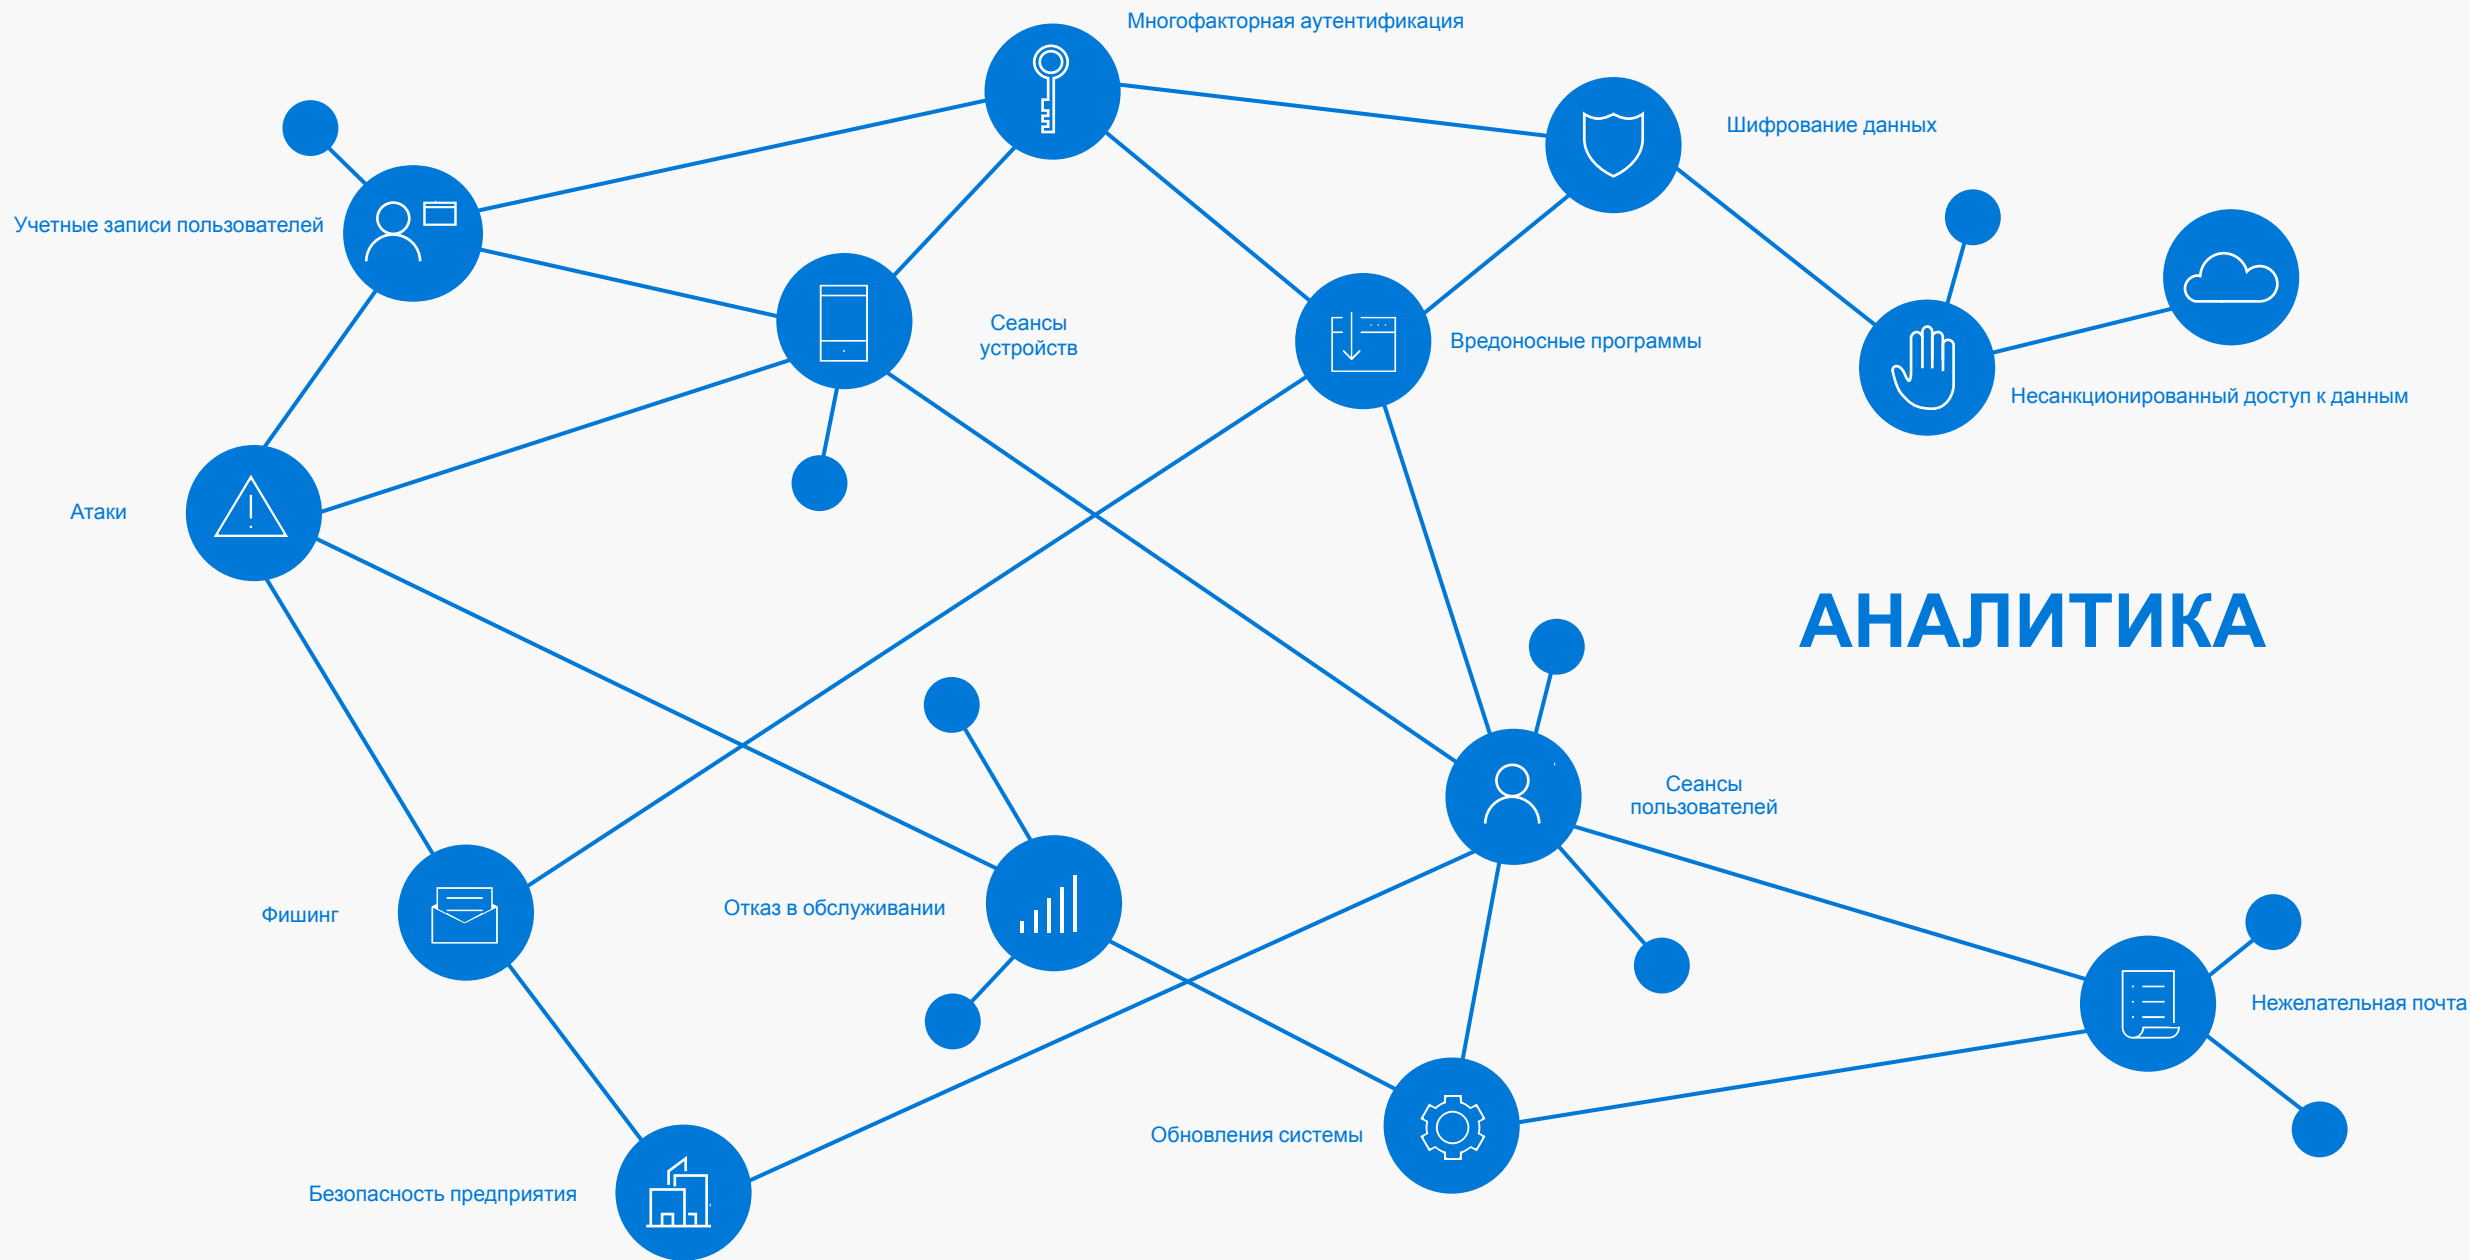 Многофакторная аутентификация
Шифрование данных
Учетные записи пользователей
Сеансы
устройств
Вредоносные программы
Несанкционированный доступ к данным
Атаки
АНАЛИТИКА
Сеансы
пользователей
Фишинг
Отказ в обслуживании
Нежелательная почта
Обновления системы
Безопасность предприятия